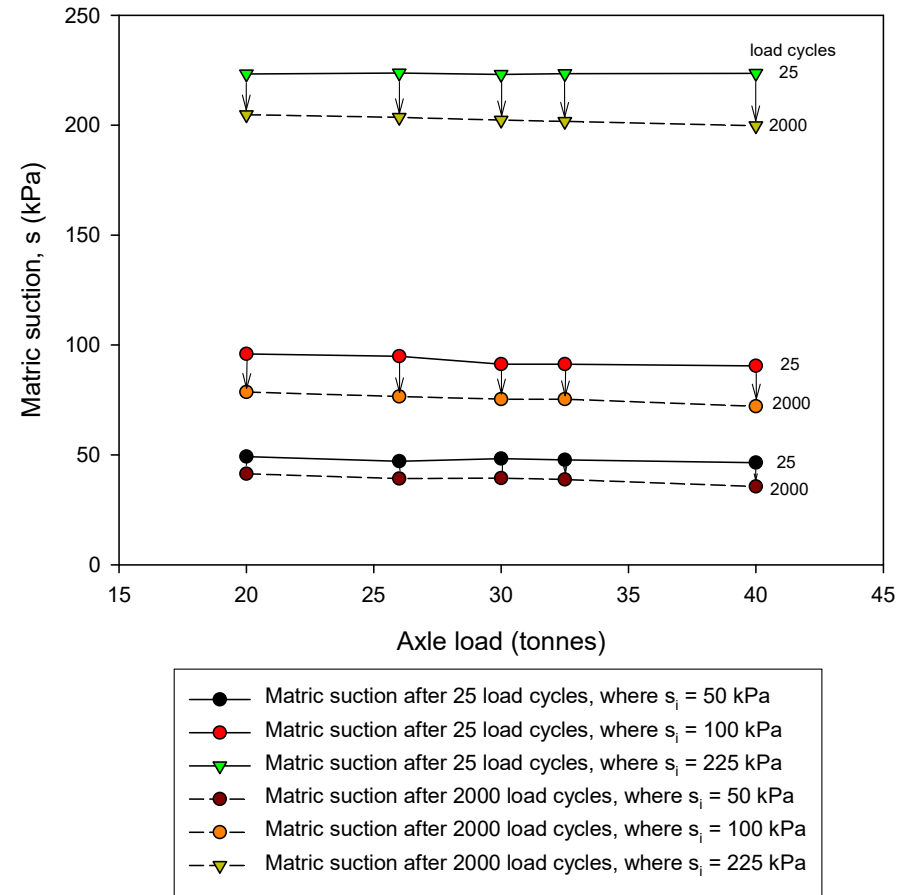 250
load cycles
25
200
2000
150
100
25
2000
50
25
2000
0
15 20 25 30 35 40 45
Matric suction, s (kPa)
Axle load (tonnes)
Matric suction after 25 load cycles, where si = 50 kPa
Matric suction after 25 load cycles, where si = 100 kPa
Matric suction after 25 load cycles, where si = 225 kPa
Matric suction after 2000 load cycles, where si = 50 kPa
Matric suction after 2000 load cycles, where si = 100 kPa
Matric suction after 2000 load cycles, where si = 225 kPa